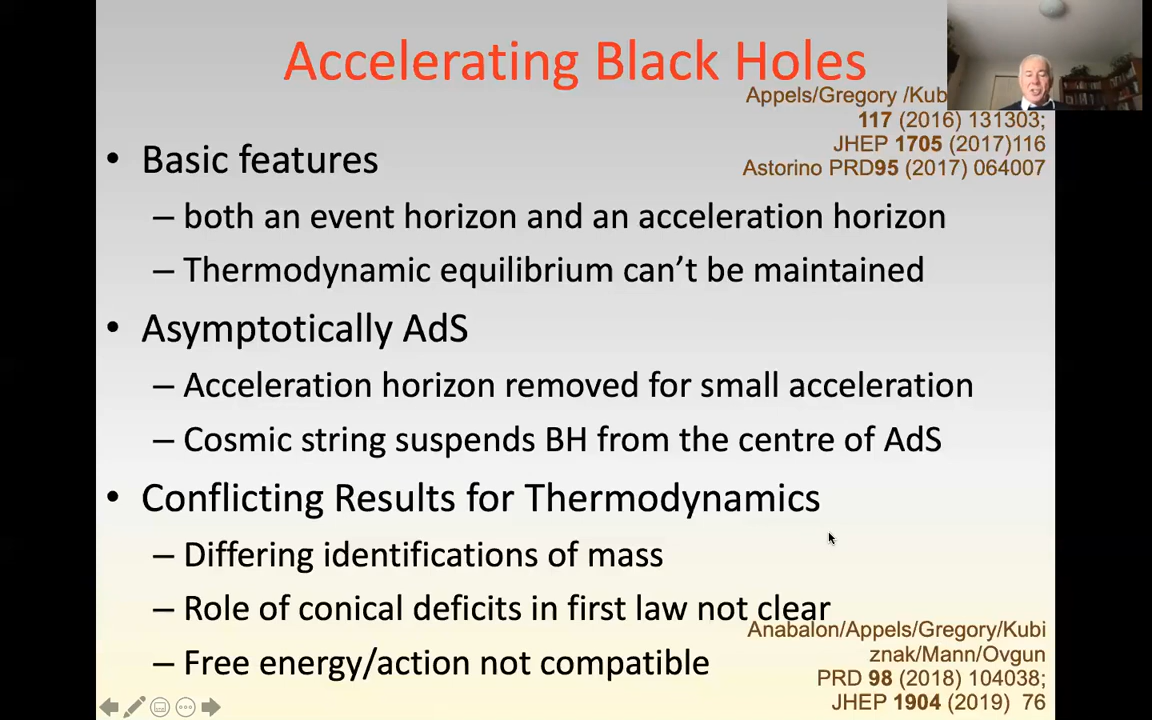 Accelerating Black Holes
Appels/Gregory /Kub
117 (2016) 131303;
JHEP 1705 (2017)116
Astorino PRD95 (2017) 064007
• Basic features
– both an event horizon and an acceleration horizon
– Thermodynamic equilibrium can’t be maintained
• Asymptotically AdS
– Acceleration horizon removed for small acceleration
– Cosmic string suspends BH from the centre of AdS
• Conflicting Results for Thermodynamics
– Differing identifications of mass
– Role of conical deficits in first law not clear
– Free energy/action not compatible
Anabalon/Appels/Gregory/Kubi
znak/Mann/Ovgun
PRD 98 (2018) 104038;
JHEP 1904 (2019) 76